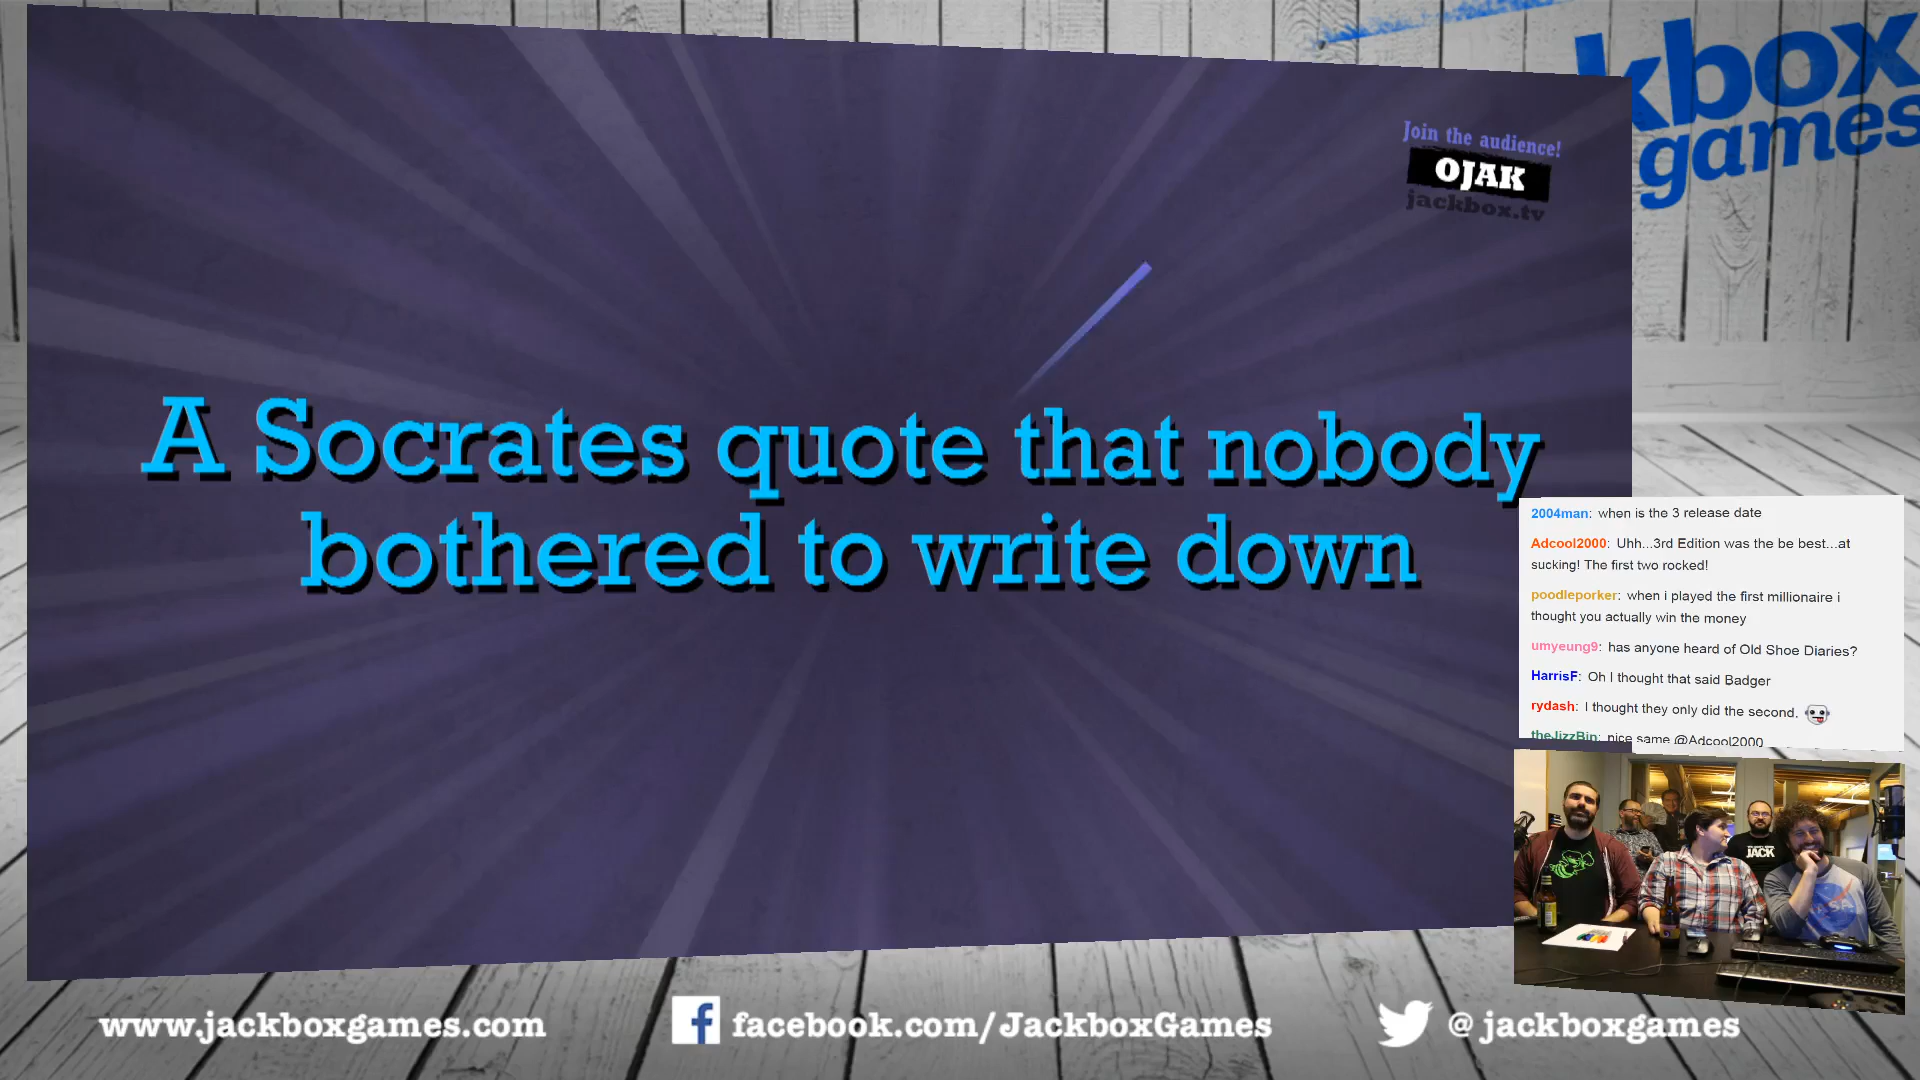 kbox
games
Join the audience!
OJAK
jackbox.tv
A Socrates quote that nobody
bothered to write down
2004man: when is the 3 release date
Adcool2000: Uhh...3rd Edition was the be best...at
sucking! The first two rocked!
poodleporker: when i played the first millionaire i
thought you actually win the money
umyeung9: has anyone heard of Old Shoe Diaries?
HarrisF: Oh I thought that said Badger
rydash: I thought they only did the second.
theJizzBin: nice same @Adcool2000
JACK
NASA
www.jackboxgames.com
facebook.com/JackboxGames
@jackboxgames